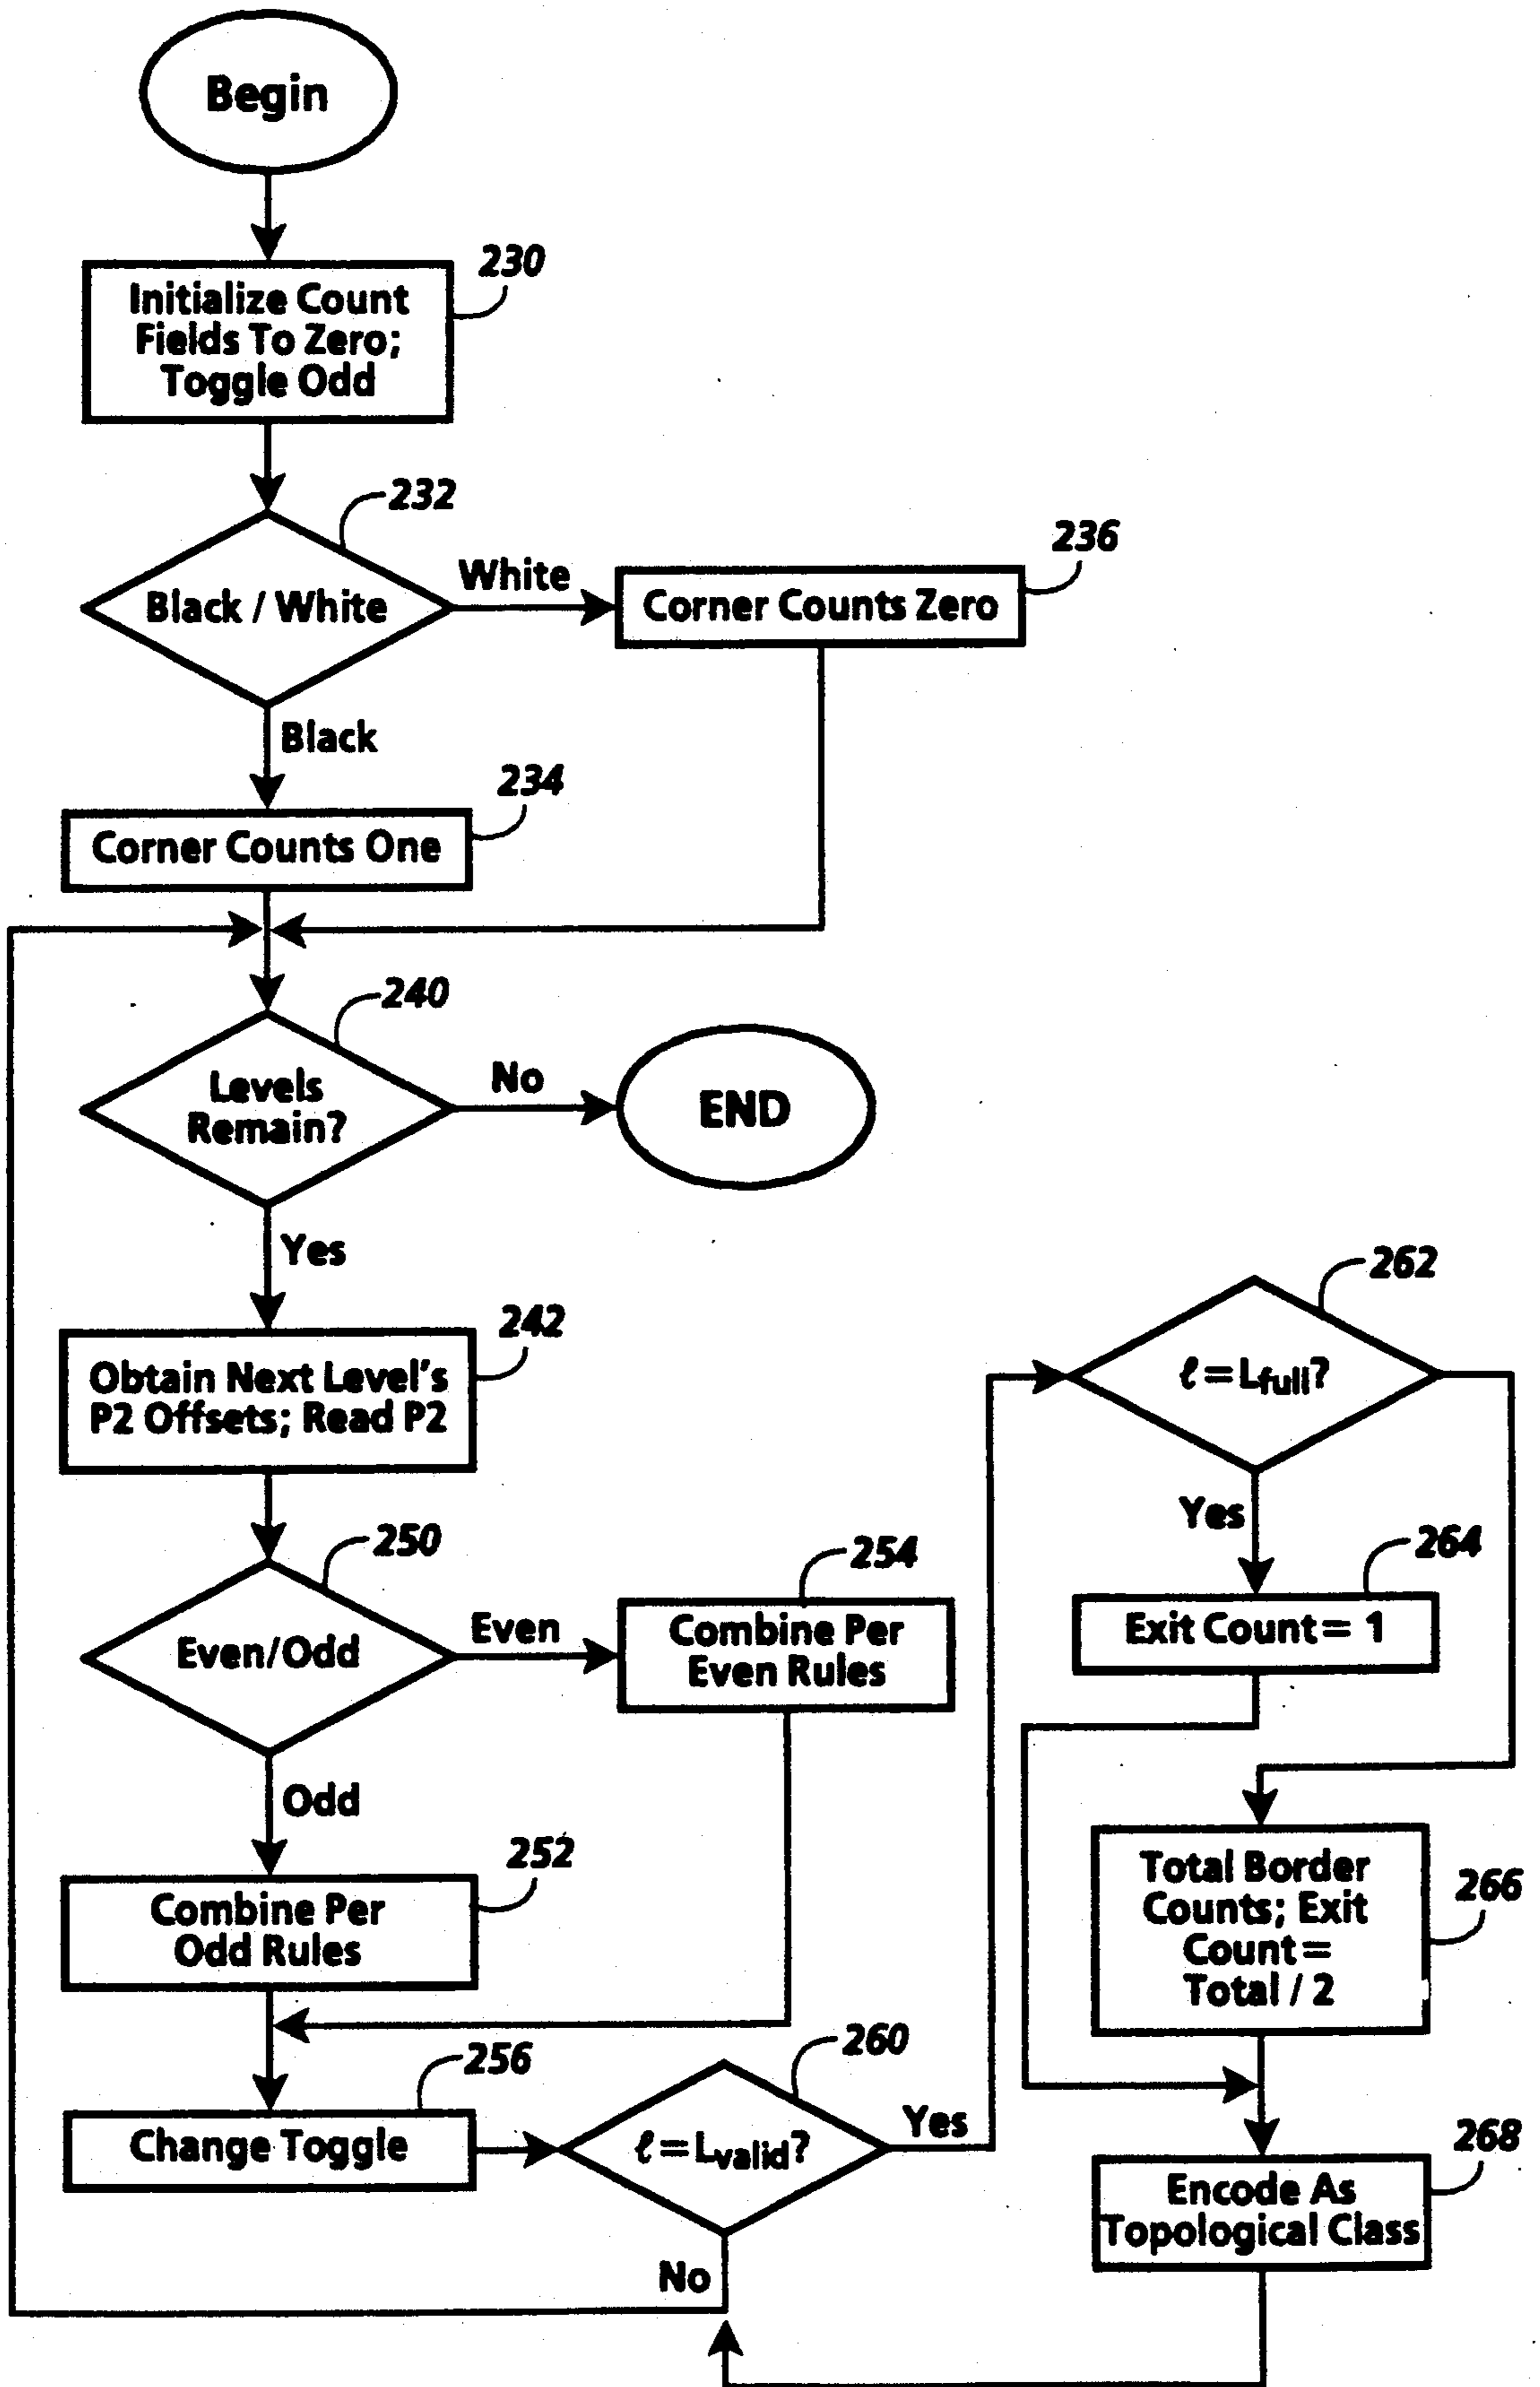 Begin
230
Initialize Count
Fields To Zero;
Toggle Odd
232
Black / White
White
236
Corner Counts Zero
Black
234
Corner Counts One
240
Levels
Remain?
No
END
Yes
242
Obtain Next Level's
P2 Offsets; Read P2
250
Even/Odd
Even
254
Combine Per
Even Rules
Odd
252
Combine Per
Odd Rules
256
Change Toggle
260
ℓ = Lvalid?
Yes
No
262
ℓ = Lfull?
Yes
264
Exit Count = 1
266
Total Border
Counts; Exit
Count =
Total / 2
268
Encode As
Topological Class